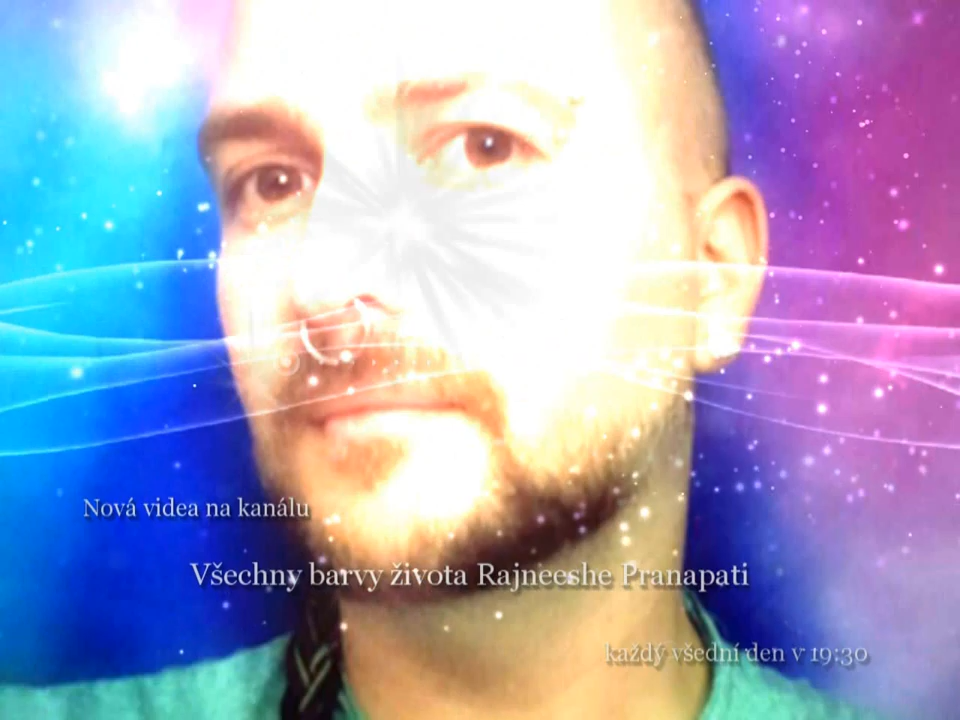 Nová videa na kanálu
Všechny barvy života Rajneeshe Pranapati
každý všední den v 19:30